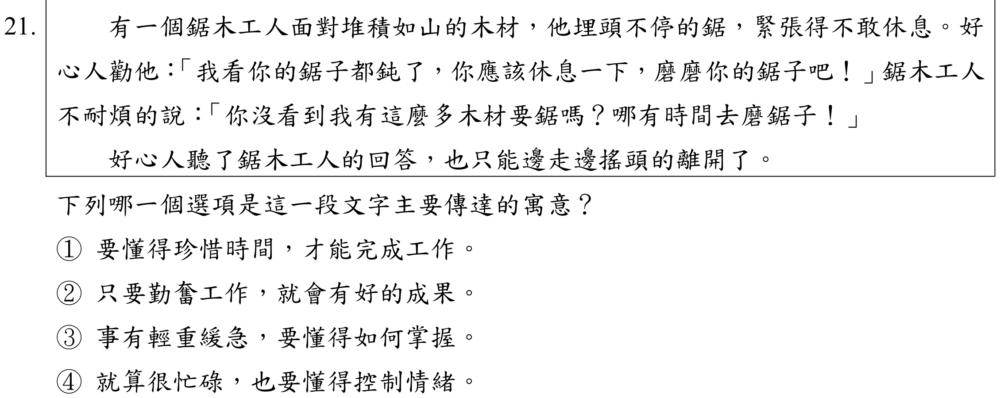 21. 有一個鋸木工人面對堆積如山的木材，他埋頭不停的鋸，緊張得不敢休息。好
心人勸他：「我看你的鋸子都鈍了，你應該休息一下，磨磨你的鋸子吧！」鋸木工人
不耐煩的說：「你沒看到我有這麼多木材要鋸嗎？哪有時間去磨鋸子！」
好心人聽了鋸木工人的回答，也只能邊走邊搖頭的離開了。
下列哪一個選項是這一段文字主要傳達的寓意？
① 要懂得珍惜時間，才能完成工作。
② 只要勤奮工作，就會有好的成果。
③ 事有輕重緩急，要懂得如何掌握。
④ 就算很忙碌，也要懂得控制情緒。